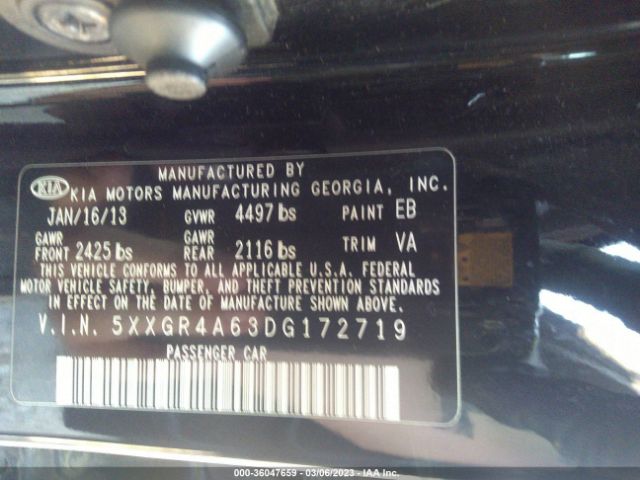 MANUFACTURED BY
KIA KIA MOTORS MANUFACTURING GEORGIA, INC.
JAN/16/13 GVWR 4497 lbs PAINT EB
GAWR FRONT 2425 lbs GAWR REAR 2116 lbs TRIM VA
THIS VEHICLE CONFORMS TO ALL APPLICABLE U.S.A. FEDERAL
MOTOR VEHICLE SAFETY, BUMPER, AND THEFT PREVENTION STANDARDS
IN EFFECT ON THE DATE OF MANUFACTURE SHOWN ABOVE.
V.I.N. 5XXGR4A63DG172719
PASSENGER CAR
000-36047659 - 03/06/2023 - IAA Inc.